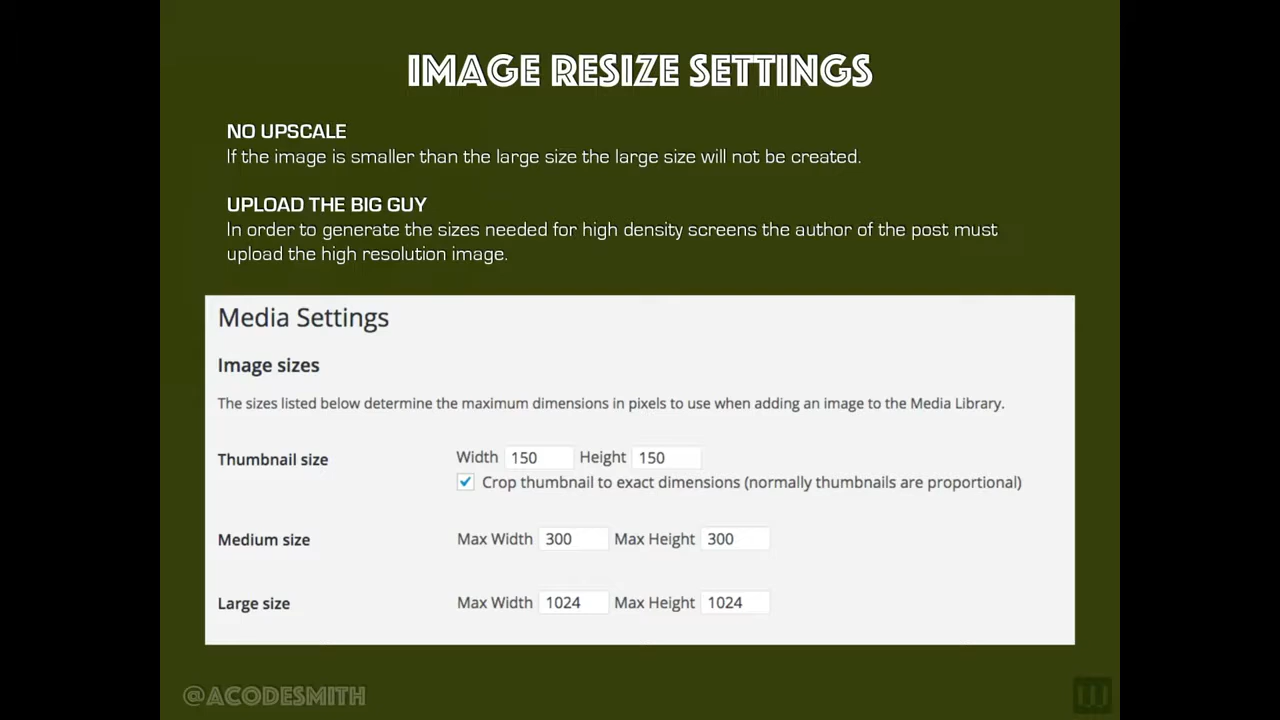 IMAGE RESIZE SETTINGS
NO UPSCALE
If the image is smaller than the large size the large size will not be created.
UPLOAD THE BIG GUY
In order to generate the sizes needed for high density screens the author of the post must
upload the high resolution image.
Media Settings
Image sizes
The sizes listed below determine the maximum dimensions in pixels to use when adding an image to the Media Library.
Thumbnail size Width 150 Height 150
Crop thumbnail to exact dimensions (normally thumbnails are proportional)
Medium size Max Width 300 Max Height 300
Large size Max Width 1024 Max Height 1024
@ACODESMITH W